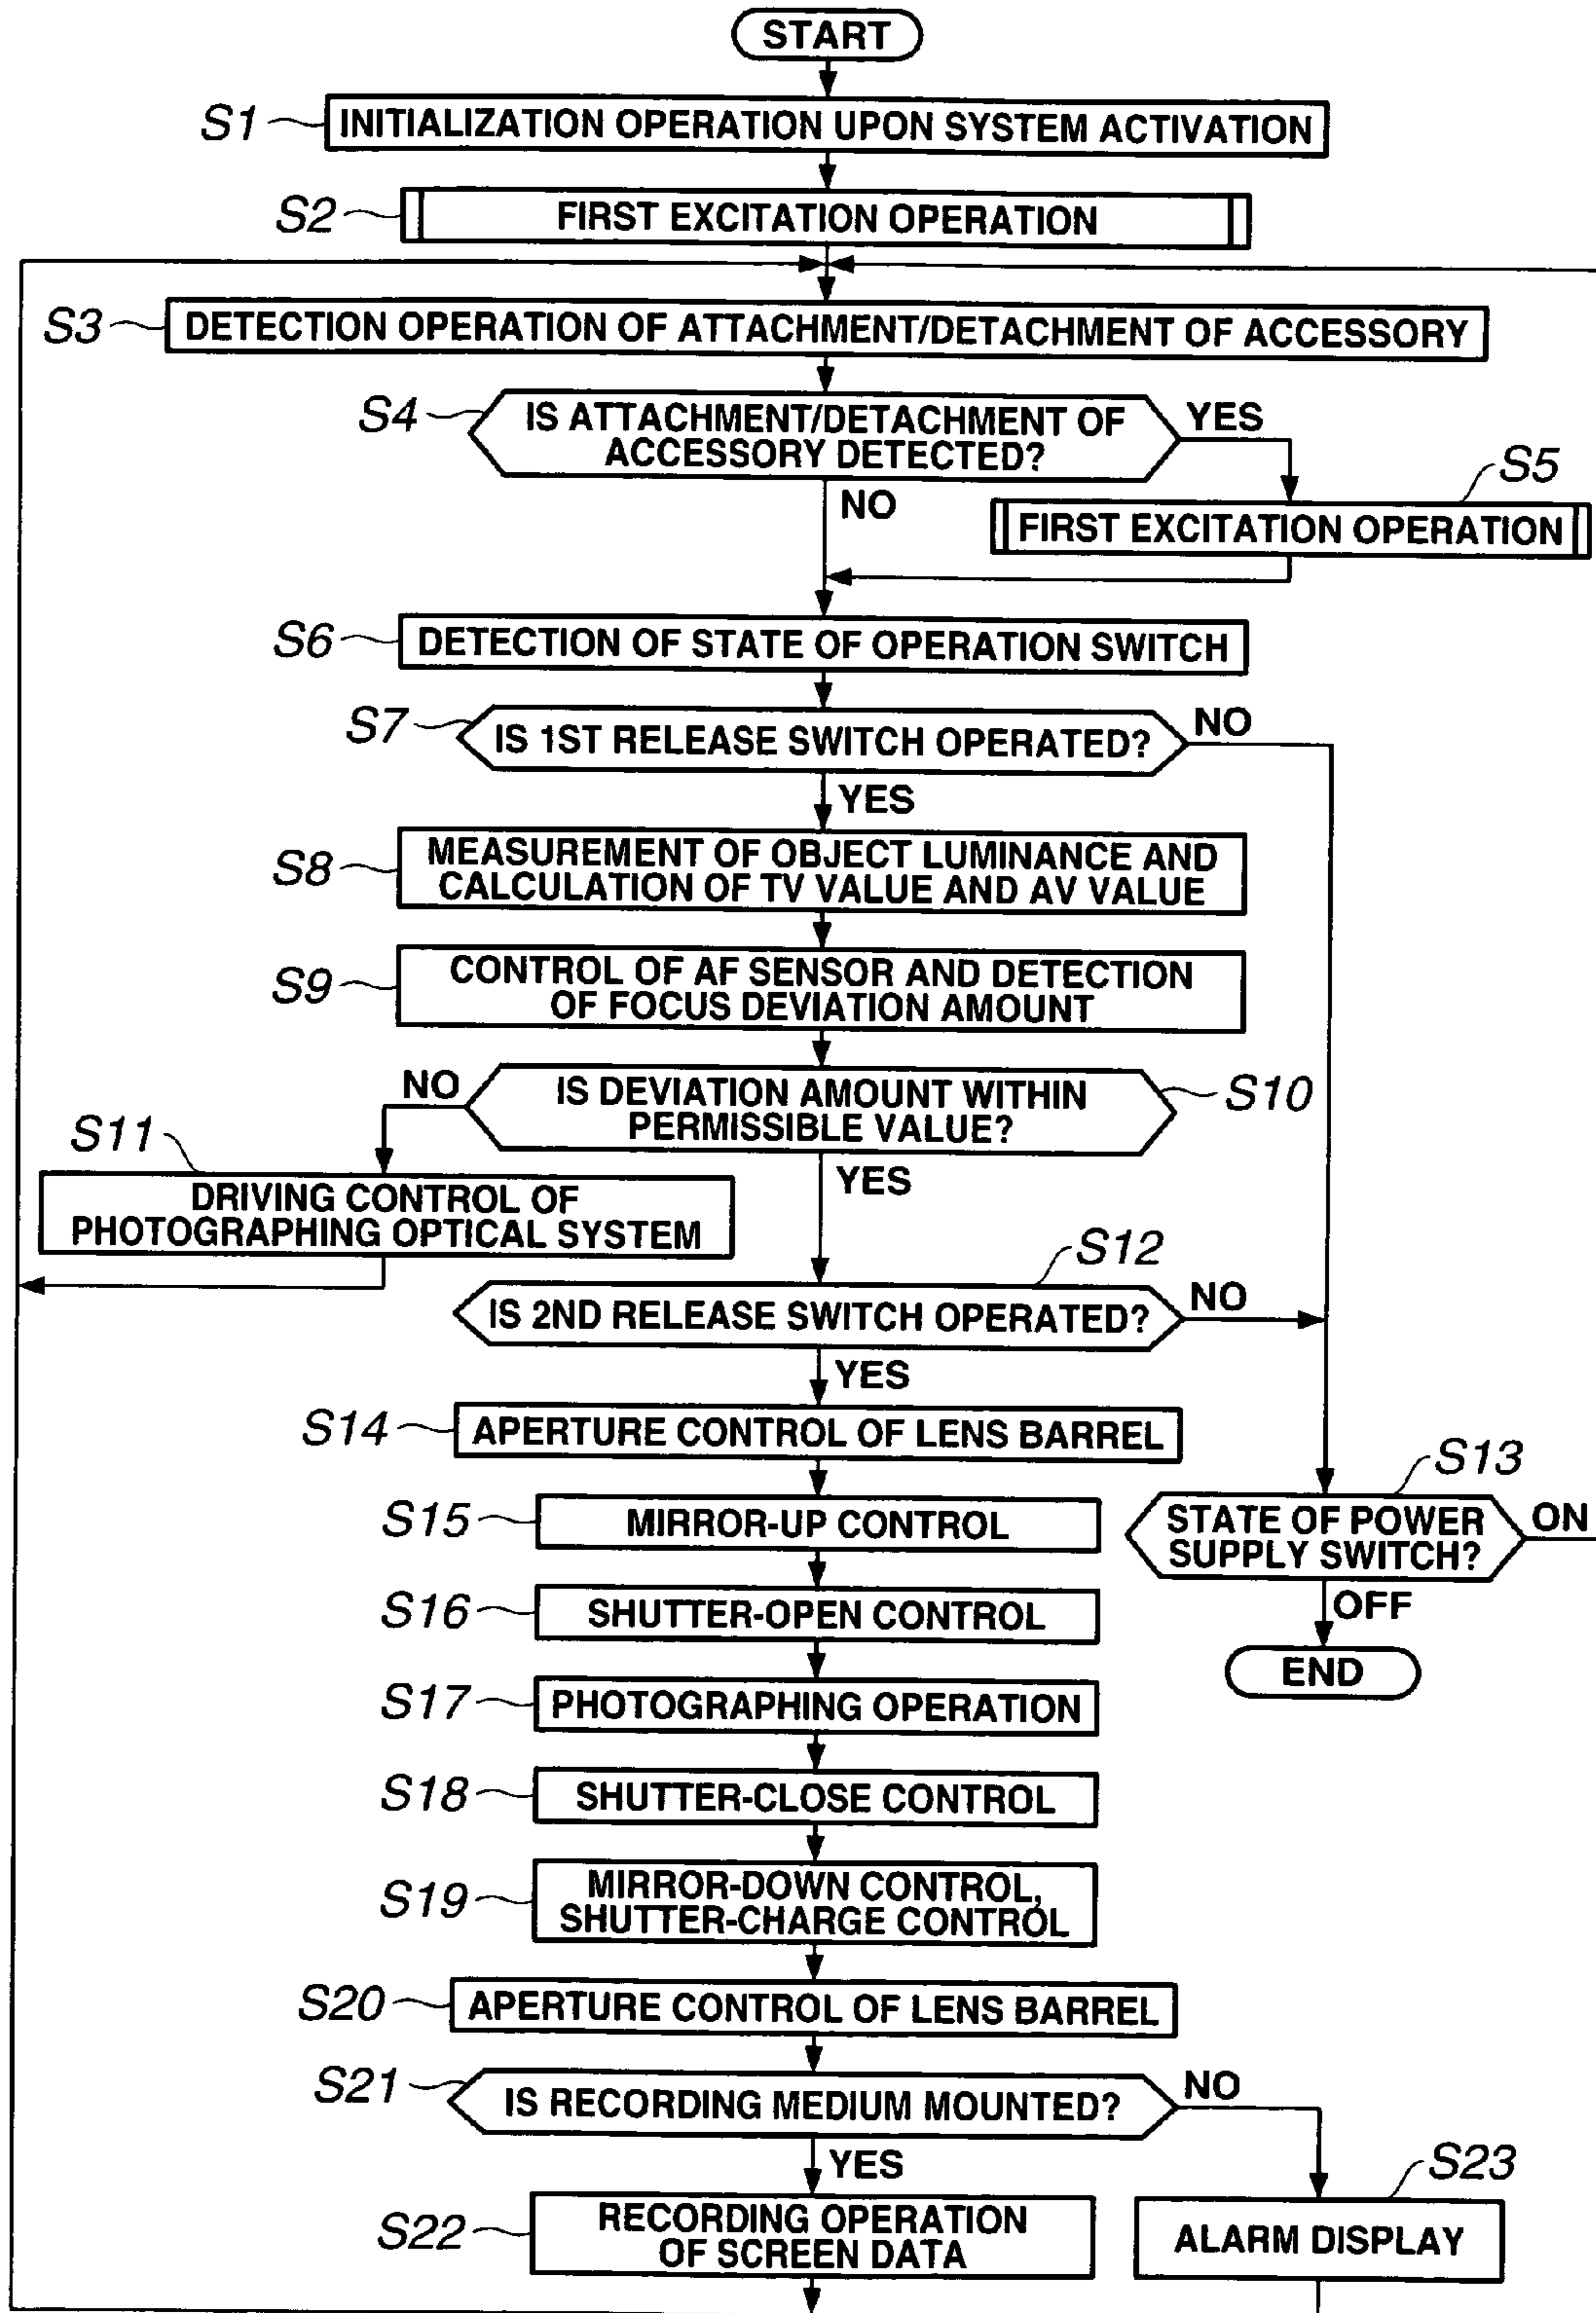 START
S1
INITIALIZATION OPERATION UPON SYSTEM ACTIVATION
S2
FIRST EXCITATION OPERATION
S3
DETECTION OPERATION OF ATTACHMENT/DETACHMENT OF ACCESSORY
S4
IS ATTACHMENT/DETACHMENT OF
ACCESSORY DETECTED?
YES
NO
S5
FIRST EXCITATION OPERATION
S6
DETECTION OF STATE OF OPERATION SWITCH
S7
IS 1ST RELEASE SWITCH OPERATED?
NO
YES
S8
MEASUREMENT OF OBJECT LUMINANCE AND
CALCULATION OF TV VALUE AND AV VALUE
S9
CONTROL OF AF SENSOR AND DETECTION
OF FOCUS DEVIATION AMOUNT
NO
IS DEVIATION AMOUNT WITHIN
PERMISSIBLE VALUE?
S10
YES
S11
DRIVING CONTROL OF
PHOTOGRAPHING OPTICAL SYSTEM
S12
IS 2ND RELEASE SWITCH OPERATED?
NO
YES
S14
APERTURE CONTROL OF LENS BARREL
S13
STATE OF POWER
SUPPLY SWITCH?
ON
OFF
END
S15
MIRROR-UP CONTROL
S16
SHUTTER-OPEN CONTROL
S17
PHOTOGRAPHING OPERATION
S18
SHUTTER-CLOSE CONTROL
S19
MIRROR-DOWN CONTROL,
SHUTTER-CHARGE CONTROL
S20
APERTURE CONTROL OF LENS BARREL
S21
IS RECORDING MEDIUM MOUNTED?
NO
YES
S22
RECORDING OPERATION
OF SCREEN DATA
S23
ALARM DISPLAY